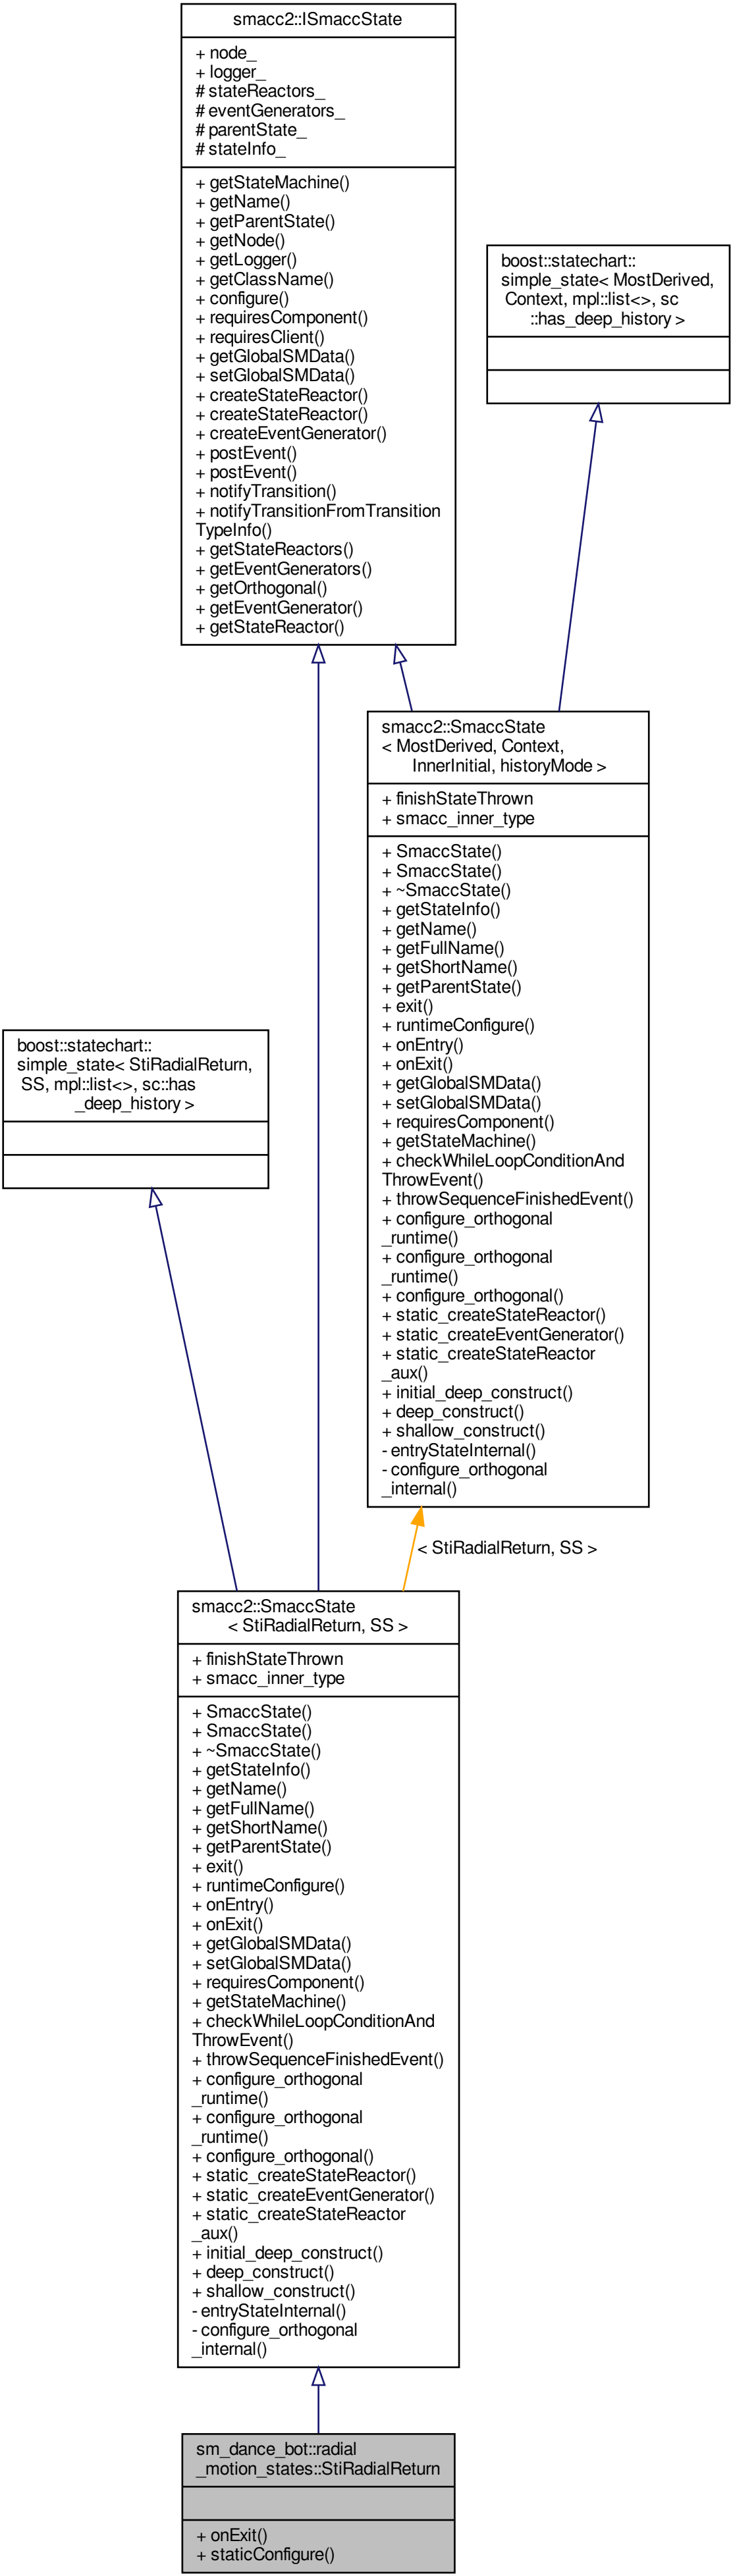 smacc2::ISmaccState
+ node_
+ logger_
# stateReactors_
# eventGenerators_
# parentState_
# stateInfo_
+ getStateMachine()
+ getName()
+ getParentState()
+ getNode()
+ getLogger()
+ getClassName()
+ configure()
+ requiresComponent()
+ requiresClient()
+ getGlobalSMData()
+ setGlobalSMData()
+ createStateReactor()
+ createStateReactor()
+ createEventGenerator()
+ postEvent()
+ postEvent()
+ notifyTransition()
+ notifyTransitionFromTransition
TypeInfo()
+ getStateReactors()
+ getEventGenerators()
+ getOrthogonal()
+ getEventGenerator()
+ getStateReactor()
boost::statechart::
simple_state< MostDerived,
Context, mpl::list<>, sc
::has_deep_history >
smacc2::SmaccState
< MostDerived, Context,
InnerInitial, historyMode >
+ finishStateThrown
+ smacc_inner_type
+ SmaccState()
+ SmaccState()
+ ~SmaccState()
+ getStateInfo()
+ getName()
+ getFullName()
+ getShortName()
+ getParentState()
+ exit()
+ runtimeConfigure()
+ onEntry()
+ onExit()
+ getGlobalSMData()
+ setGlobalSMData()
+ requiresComponent()
+ getStateMachine()
+ checkWhileLoopConditionAnd
ThrowEvent()
+ throwSequenceFinishedEvent()
+ configure_orthogonal
_runtime()
+ configure_orthogonal
_runtime()
+ configure_orthogonal()
+ static_createStateReactor()
+ static_createEventGenerator()
+ static_createStateReactor
_aux()
+ initial_deep_construct()
+ deep_construct()
+ shallow_construct()
- entryStateInternal()
- configure_orthogonal
_internal()
boost::statechart::
simple_state< StiRadialReturn,
SS, mpl::list<>, sc::has
_deep_history >
< StiRadialReturn, SS >
smacc2::SmaccState
< StiRadialReturn, SS >
+ finishStateThrown
+ smacc_inner_type
+ SmaccState()
+ SmaccState()
+ ~SmaccState()
+ getStateInfo()
+ getName()
+ getFullName()
+ getShortName()
+ getParentState()
+ exit()
+ runtimeConfigure()
+ onEntry()
+ onExit()
+ getGlobalSMData()
+ setGlobalSMData()
+ requiresComponent()
+ getStateMachine()
+ checkWhileLoopConditionAnd
ThrowEvent()
+ throwSequenceFinishedEvent()
+ configure_orthogonal
_runtime()
+ configure_orthogonal
_runtime()
+ configure_orthogonal()
+ static_createStateReactor()
+ static_createEventGenerator()
+ static_createStateReactor
_aux()
+ initial_deep_construct()
+ deep_construct()
+ shallow_construct()
- entryStateInternal()
- configure_orthogonal
_internal()
sm_dance_bot::radial
_motion_states::StiRadialReturn
+ onExit()
+ staticConfigure()